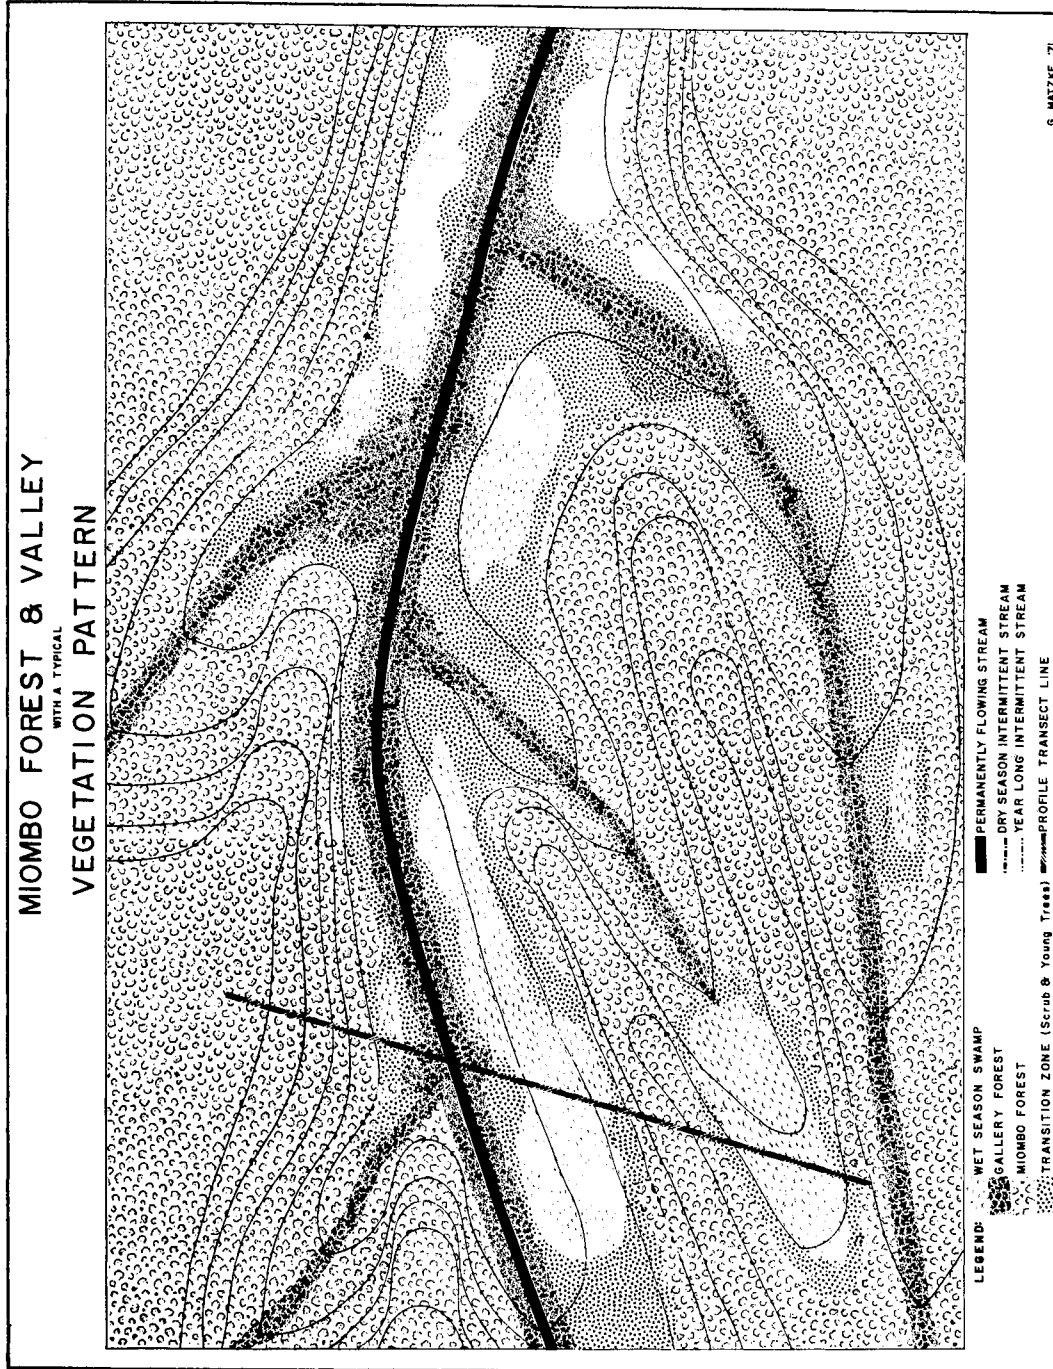 MIOMBO FOREST & VALLEY
WITH A TYPICAL
VEGETATION PATTERN
LEGEND:
WET SEASON SWAMP
GALLERY FOREST
MIOMBO FOREST
TRANSITION ZONE (Scrub & Young Trees)
PERMANENTLY FLOWING STREAM
DRY SEASON INTERMITTENT STREAM
YEAR LONG INTERMITTENT STREAM
PROFILE TRANSECT LINE
G. MATZKE '71